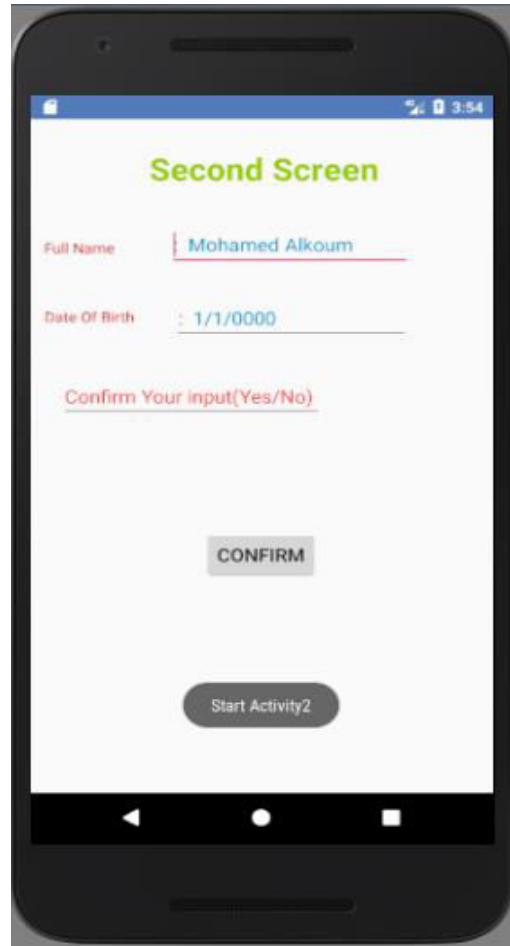 3:54
Second Screen
Full Name Mohamed Alkoum
Date Of Birth : 1/1/0000
Confirm Your input(Yes/No)
CONFIRM
Start Activity2